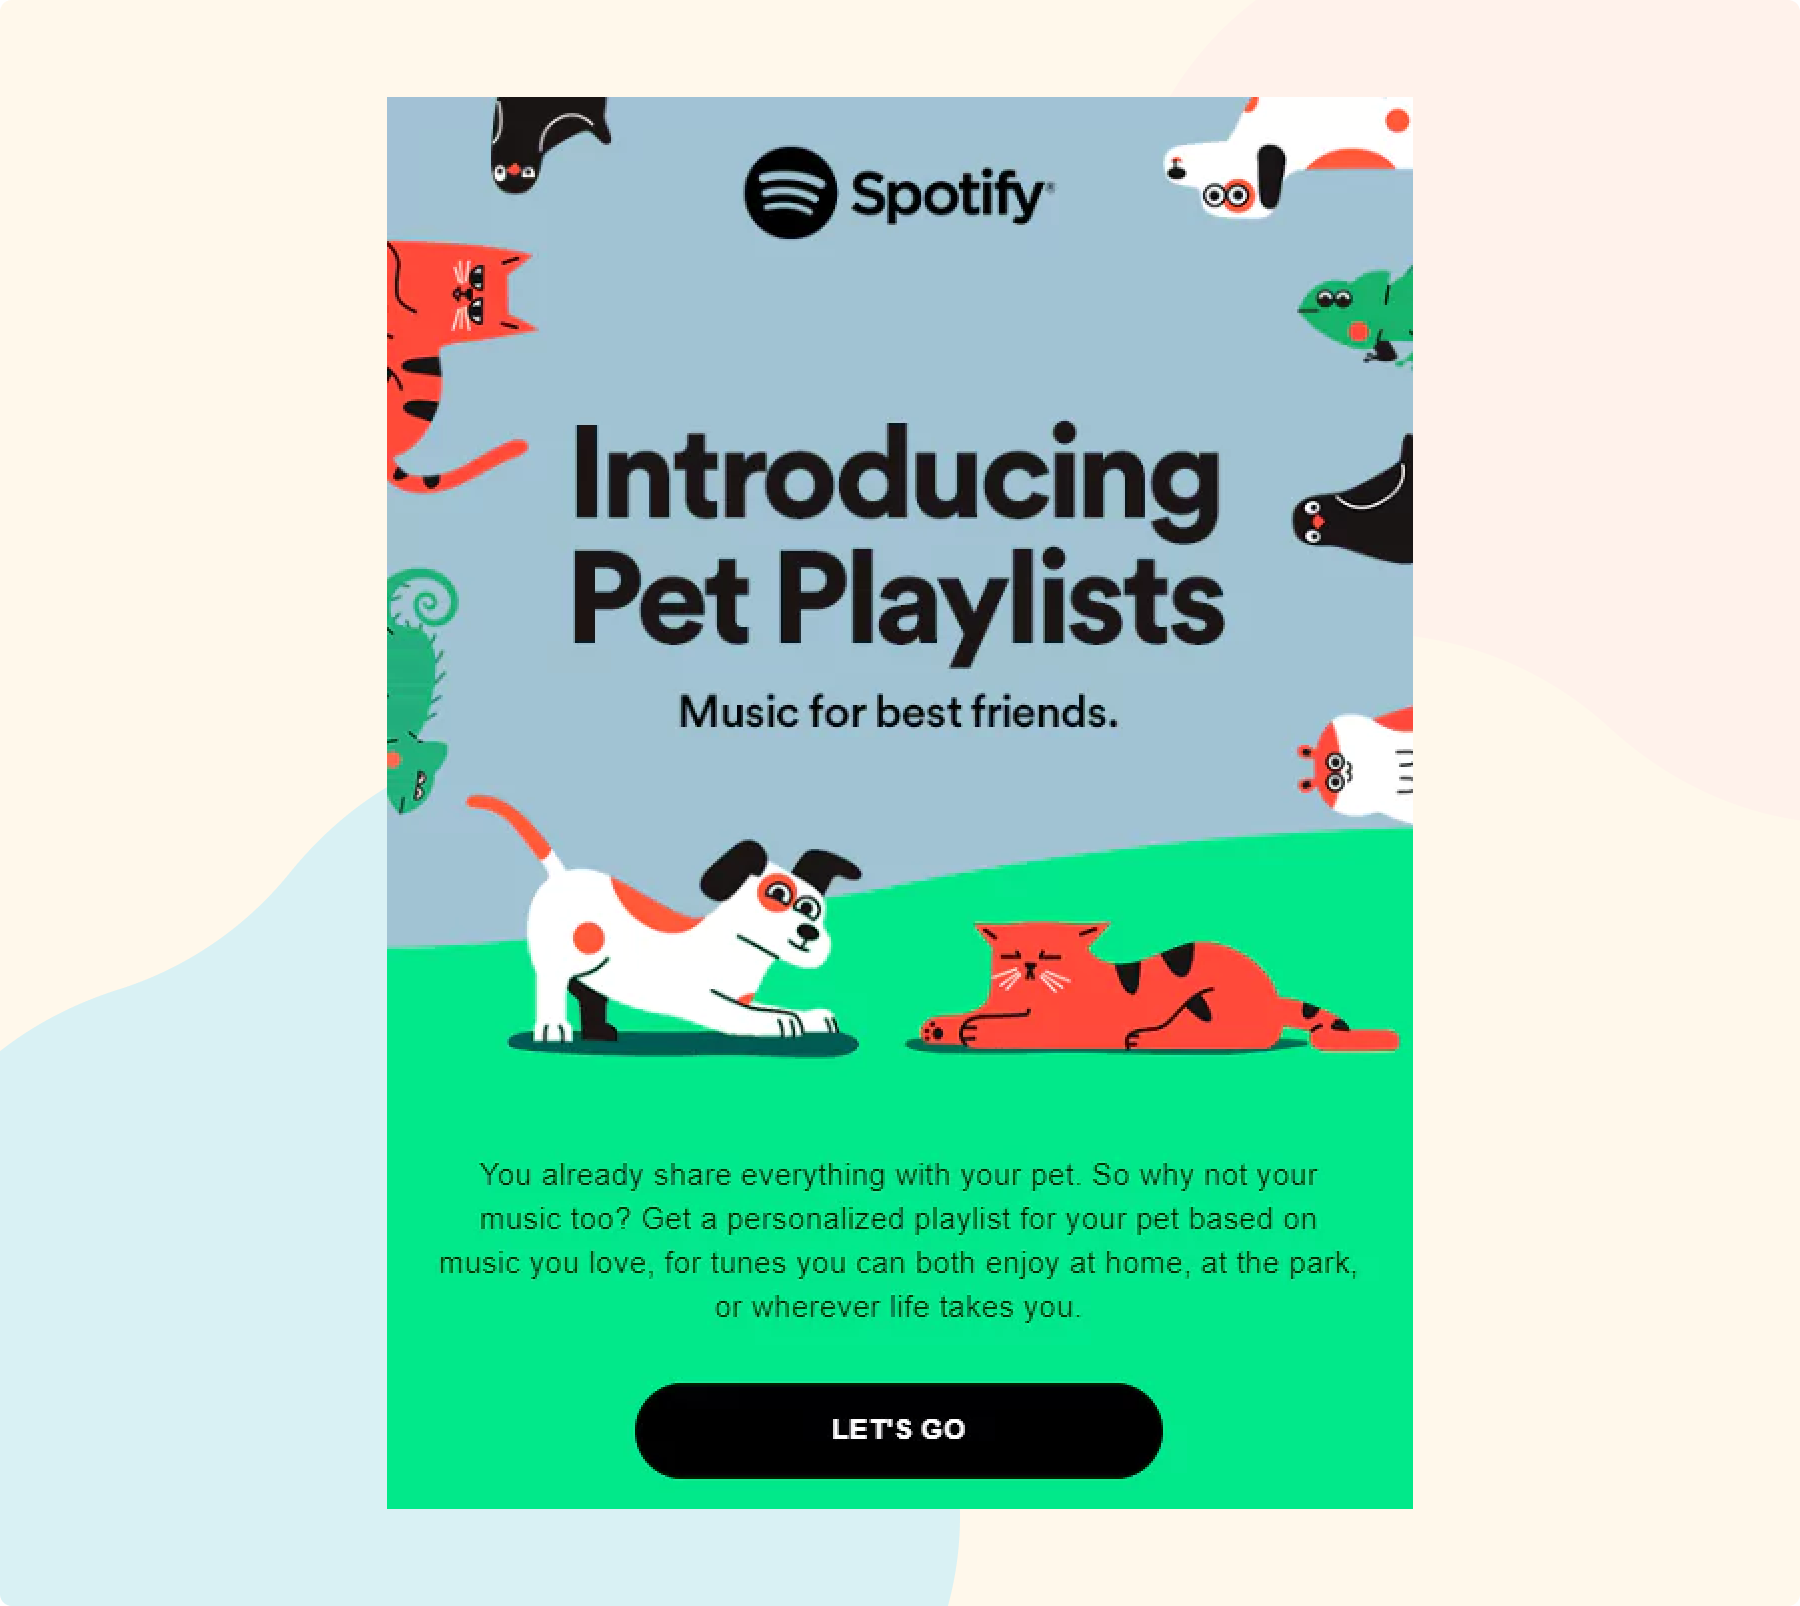 Spotify®
Introducing
Pet Playlists
Music for best friends.
You already share everything with your pet. So why not your
music too? Get a personalized playlist for your pet based on
music you love, for tunes you can both enjoy at home, at the park,
or wherever life takes you.
LET'S GO